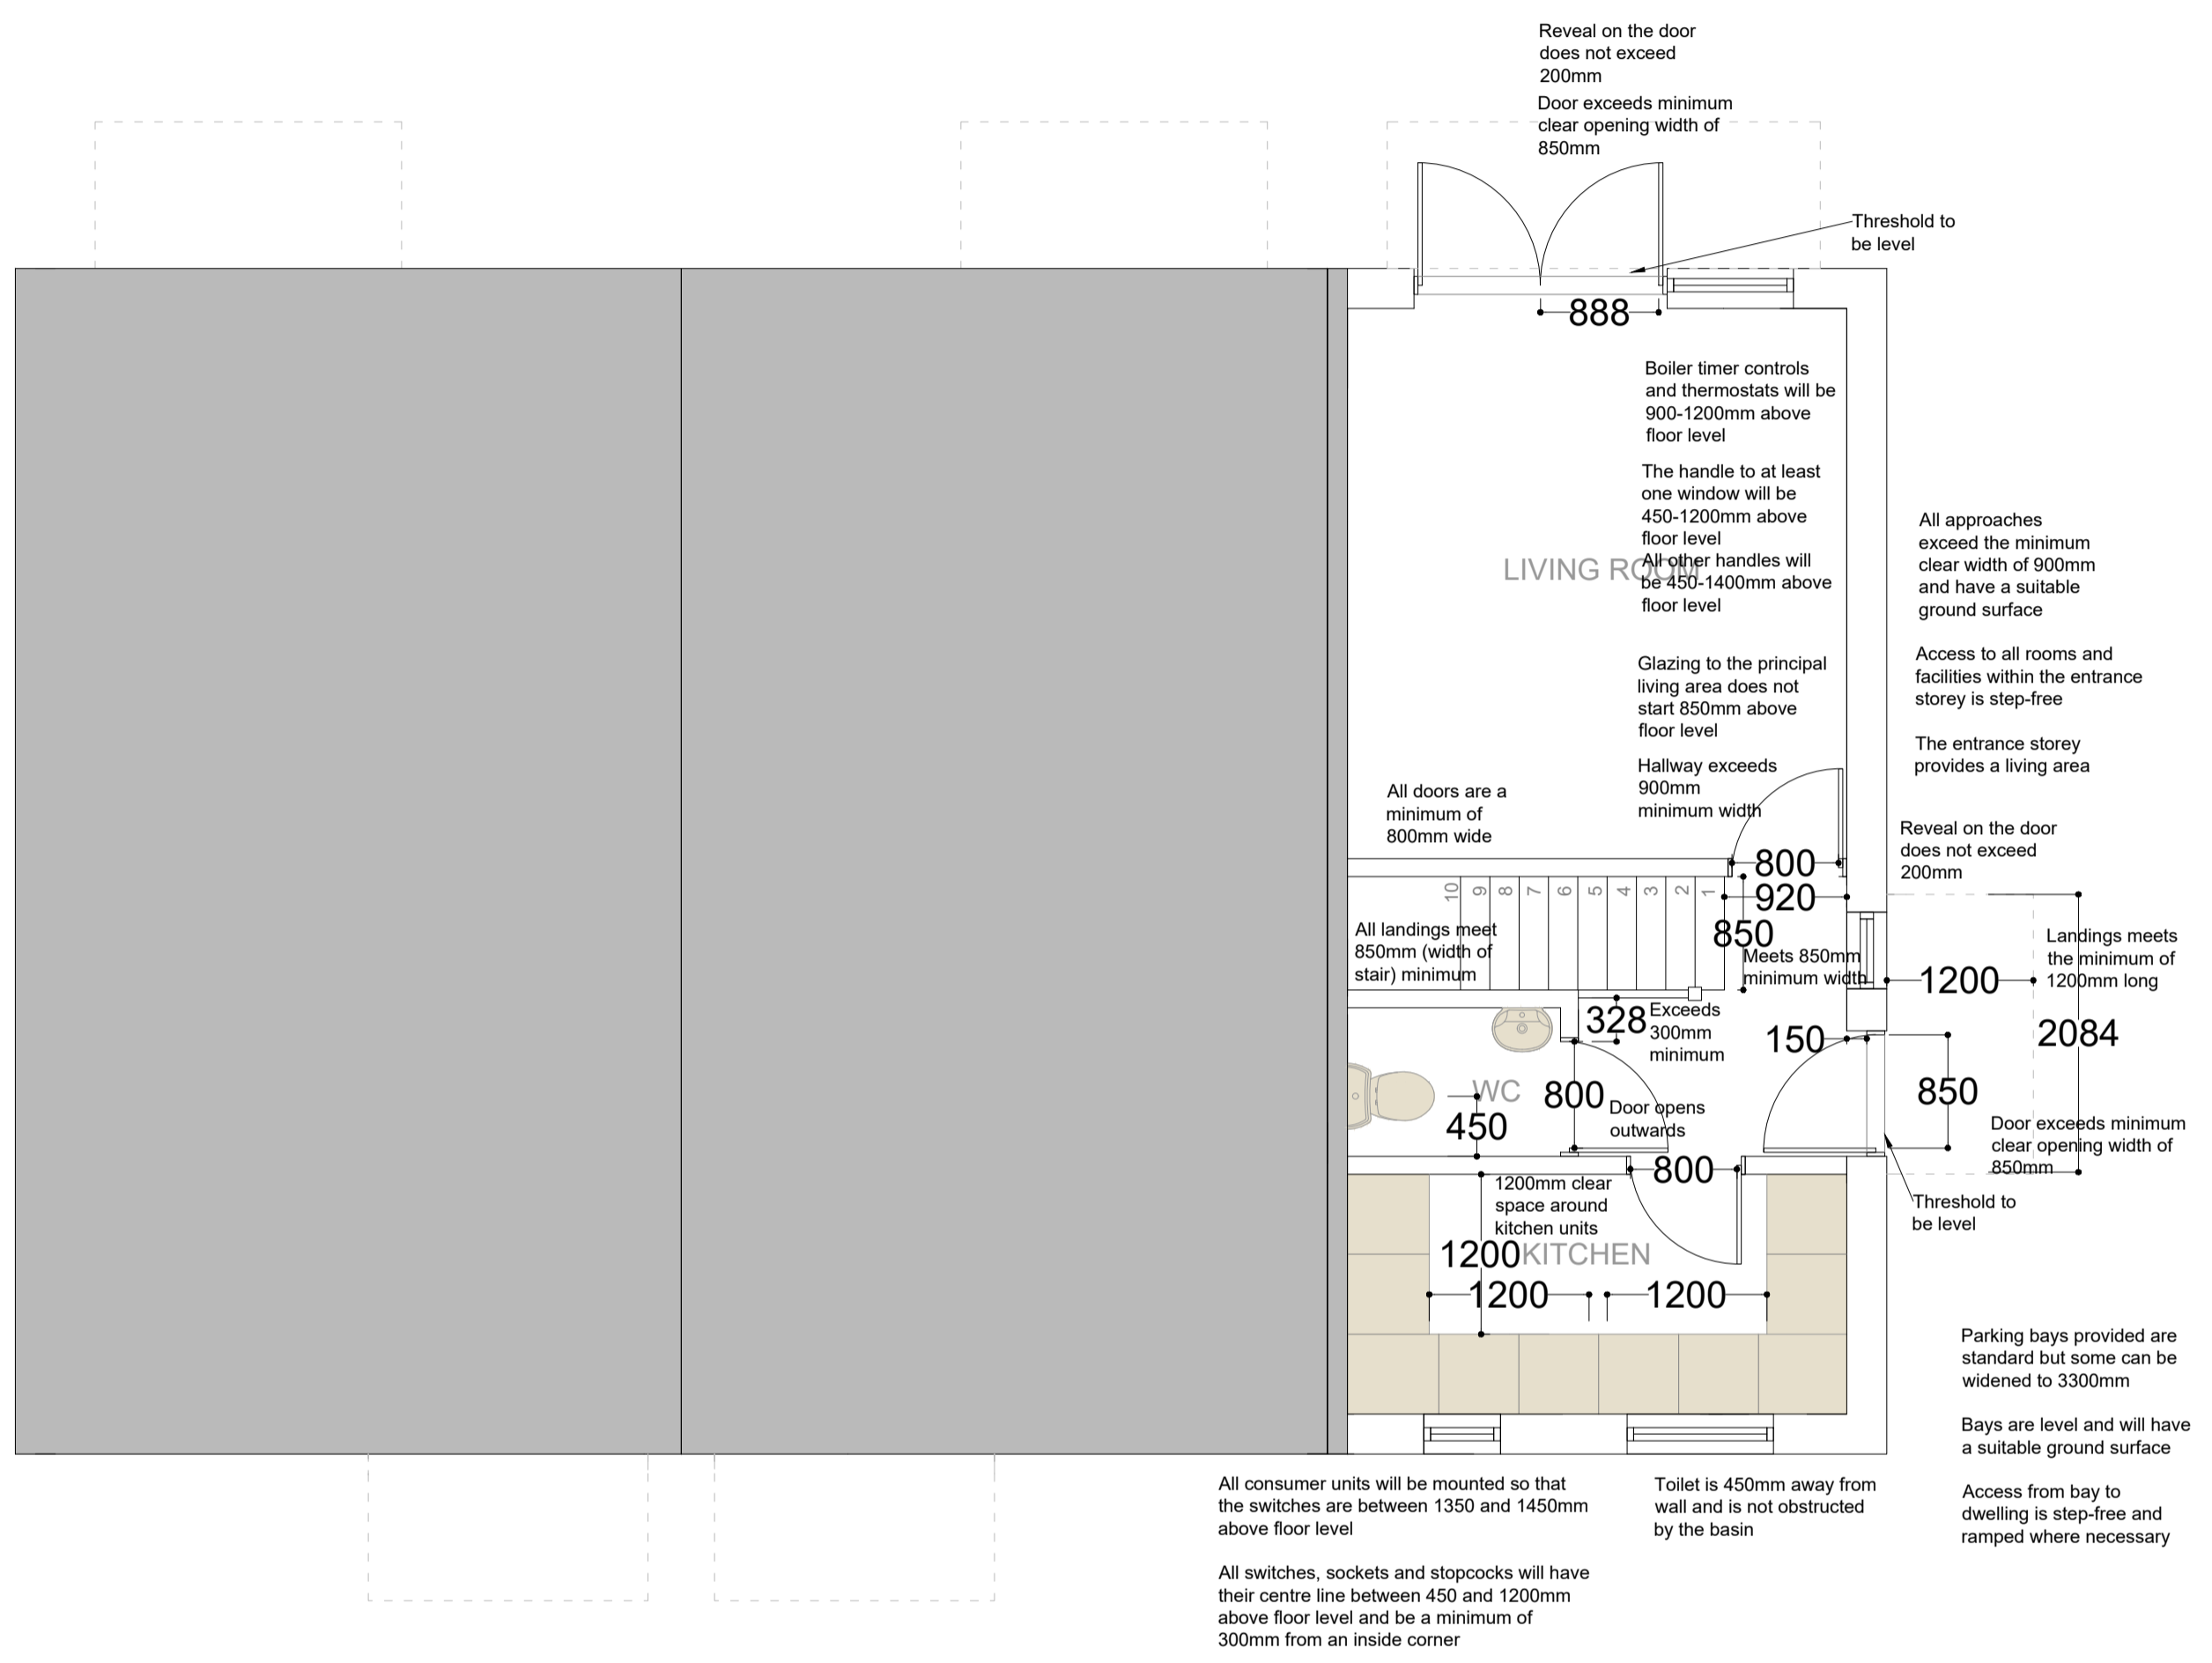 Reveal on the door
does not exceed
200mm
Door exceeds minimum
clear opening width of
850mm
Threshold to
be level
888
Boiler timer controls
and thermostats will be
900-1200mm above
floor level
The handle to at least
one window will be
450-1200mm above
floor level
All other handles will
be 450-1400mm above
floor level
LIVING ROOM
Glazing to the principal
living area does not
start 850mm above
floor level
Hallway exceeds
900mm
minimum width
All doors are a
minimum of
800mm wide
All approaches
exceed the minimum
clear width of 900mm
and have a suitable
ground surface
Access to all rooms and
facilities within the entrance
storey is step-free
The entrance storey
provides a living area
Reveal on the door
does not exceed
200mm
800
920
850
10
9
8
7
6
5
4
3
2
1
All landings meet
850mm (width of
stair) minimum
Meets 850mm
minimum width
1200
Landings meets
the minimum of
1200mm long
328
Exceeds
300mm
minimum
150
2084
850
WC
800
450
Door opens
outwards
Door exceeds minimum
clear opening width of
850mm
800
Threshold to
be level
1200mm clear
space around
kitchen units
1200
KITCHEN
1200
1200
Parking bays provided are
standard but some can be
widened to 3300mm
Bays are level and will have
a suitable ground surface
Access from bay to
dwelling is step-free and
ramped where necessary
All consumer units will be mounted so that
the switches are between 1350 and 1450mm
above floor level
All switches, sockets and stopcocks will have
their centre line between 450 and 1200mm
above floor level and be a minimum of
300mm from an inside corner
Toilet is 450mm away from
wall and is not obstructed
by the basin